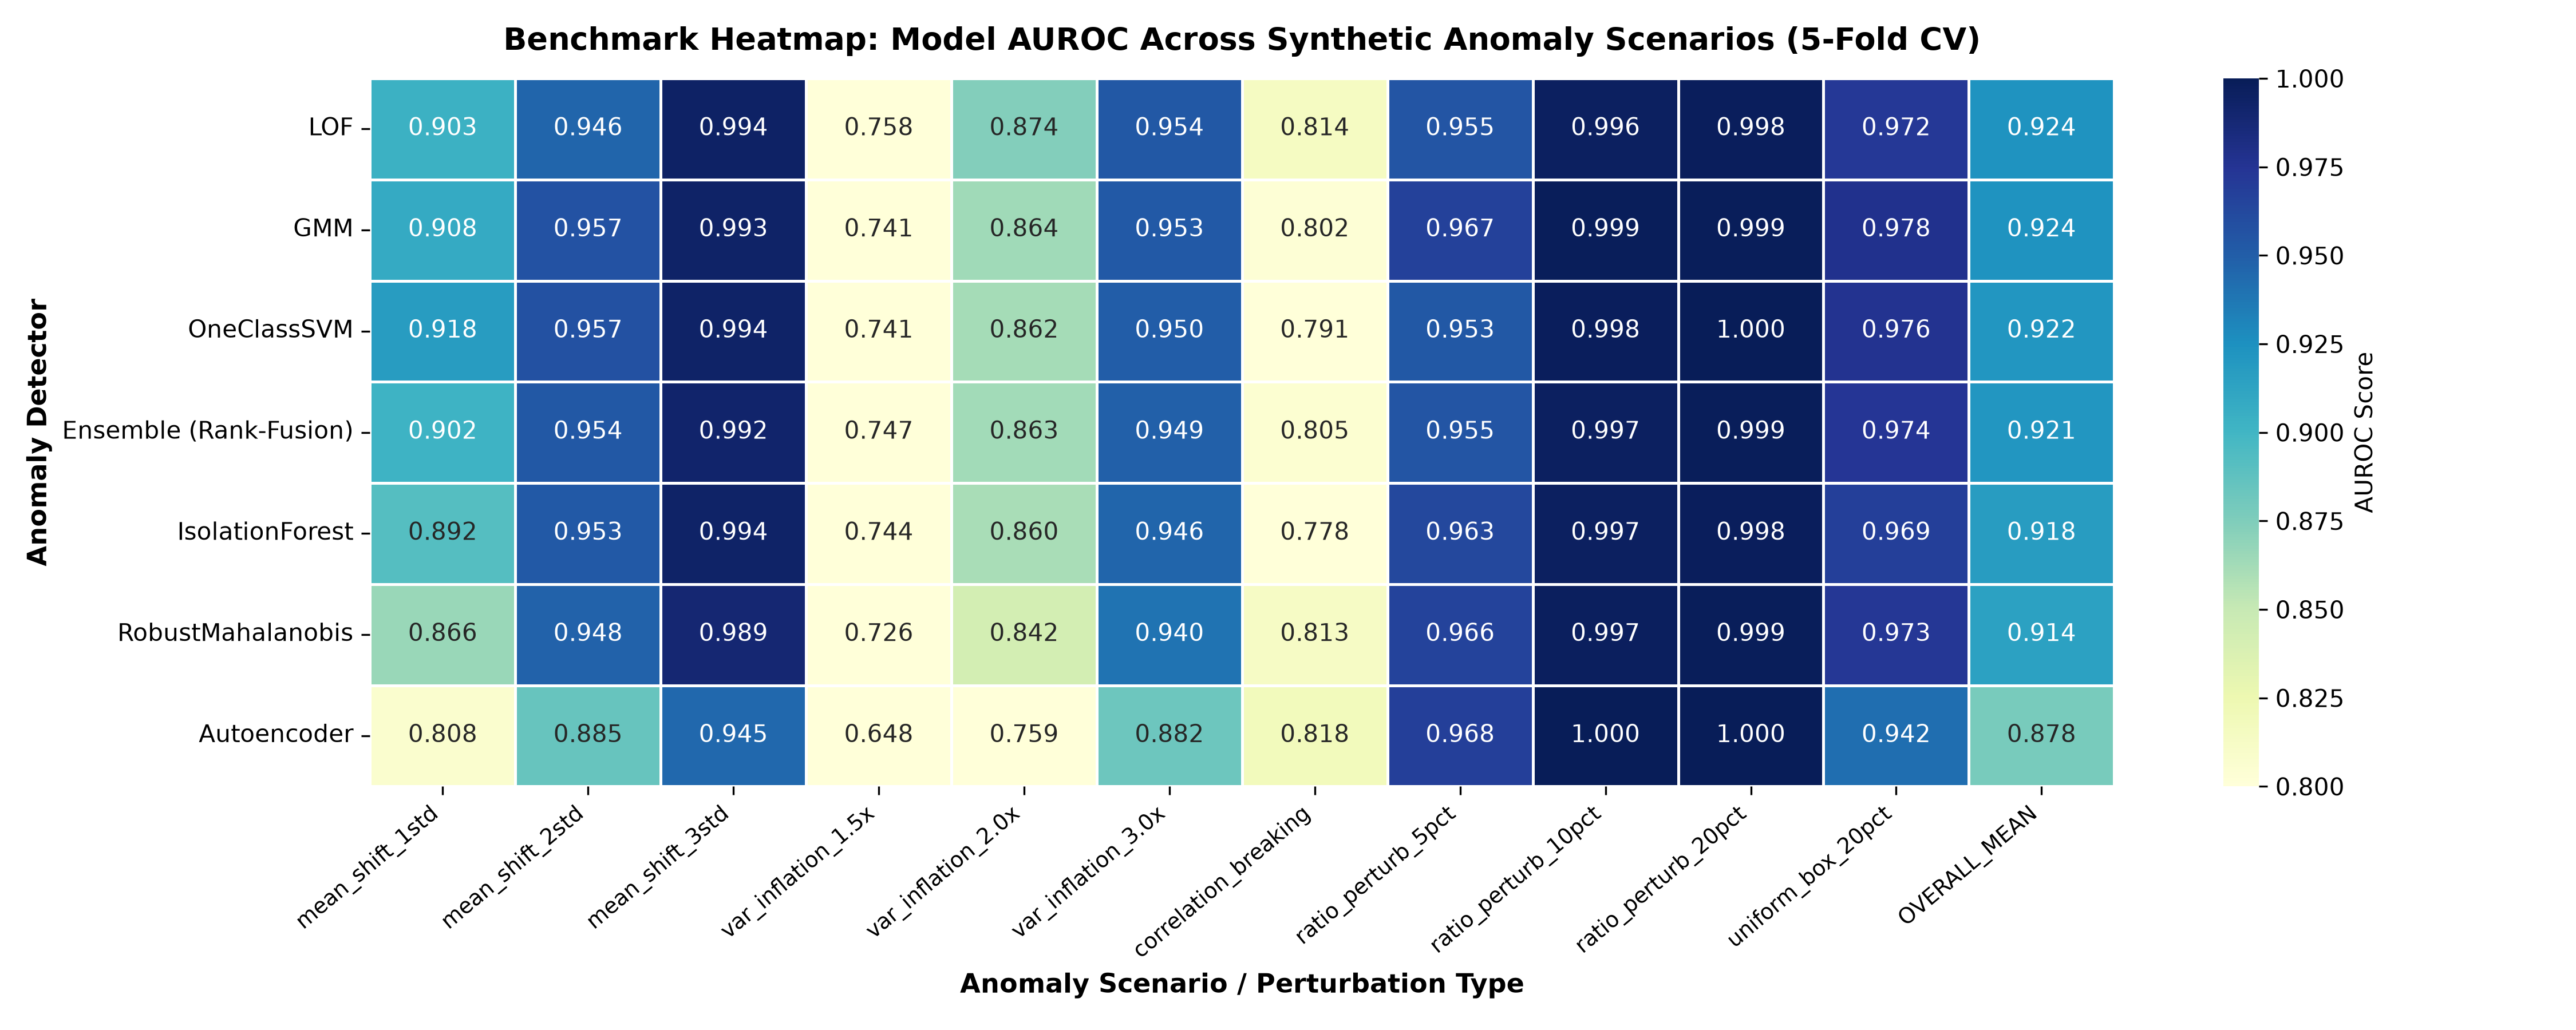 Benchmark Heatmap: Model AUROC Across Synthetic Anomaly Scenarios (5-Fold CV)
Anomaly Detector
LOF 0.903 0.946 0.994 0.758 0.874 0.954 0.814 0.955 0.996 0.998 0.972 0.924
GMM 0.908 0.957 0.993 0.741 0.864 0.953 0.802 0.967 0.999 0.999 0.978 0.924
OneClassSVM 0.918 0.957 0.994 0.741 0.862 0.950 0.791 0.953 0.998 1.000 0.976 0.922
Ensemble (Rank-Fusion) 0.902 0.954 0.992 0.747 0.863 0.949 0.805 0.955 0.997 0.999 0.974 0.921
IsolationForest 0.892 0.953 0.994 0.744 0.860 0.946 0.778 0.963 0.997 0.998 0.969 0.918
RobustMahalanobis 0.866 0.948 0.989 0.726 0.842 0.940 0.813 0.966 0.997 0.999 0.973 0.914
Autoencoder 0.808 0.885 0.945 0.648 0.759 0.882 0.818 0.968 1.000 1.000 0.942 0.878
mean_shift_1std
mean_shift_2std
mean_shift_3std
var_inflation_1.5x
var_inflation_2.0x
var_inflation_3.0x
correlation_breaking
ratio_perturb_5pct
ratio_perturb_10pct
ratio_perturb_20pct
uniform_box_20pct
OVERALL_MEAN
Anomaly Scenario / Perturbation Type
1.000
0.975
0.950
0.925
0.900
0.875
0.850
0.825
0.800
AUROC Score